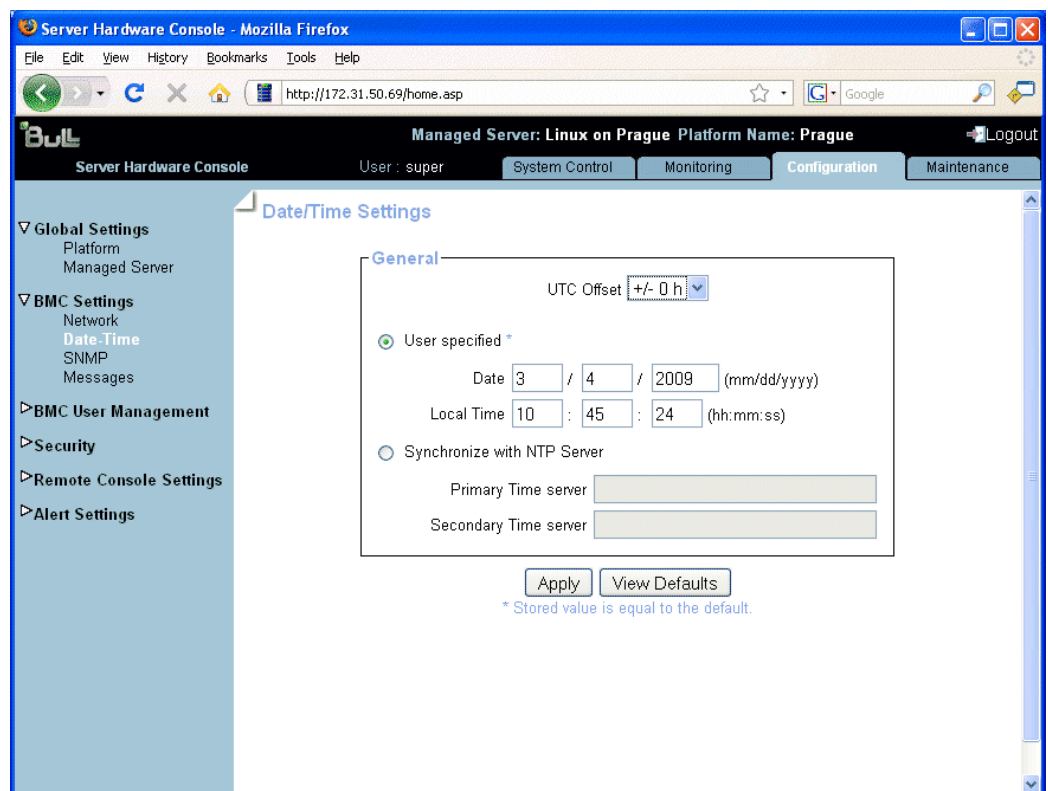 Server Hardware Console - Mozilla Firefox
File Edit View History Bookmarks Tools Help
http://172.31.50.69/home.asp
G Google
Bull
Managed Server: Linux on Prague Platform Name: Prague
Logout
Server Hardware Console
User : super
System Control
Monitoring
Configuration
Maintenance
Global Settings
Platform
Managed Server
BMC Settings
Network
Date-Time
SNMP
Messages
BMC User Management
Security
Remote Console Settings
Alert Settings
Date/Time Settings
General
UTC Offset +/- 0 h
User specified *
Date 3 / 4 / 2009 (mm/dd/yyyy)
Local Time 10 : 45 : 24 (hh:mm:ss)
Synchronize with NTP Server
Primary Time server
Secondary Time server
Apply View Defaults
* Stored value is equal to the default.